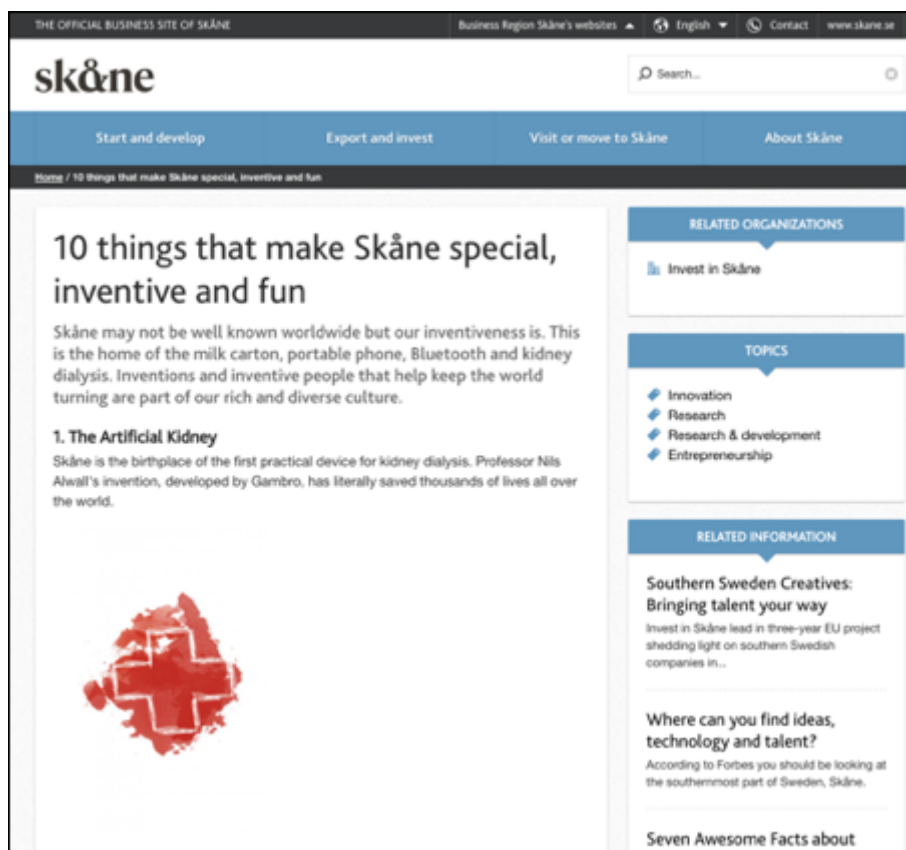 THE OFFICIAL BUSINESS SITE OF SKÅNE
Business Region Skåne's websites
English
Contact
www.skane.se
skåne
Search...
Start and develop
Export and invest
Visit or move to Skåne
About Skåne
Home / 10 things that make Skåne special, inventive and fun
10 things that make Skåne special,
inventive and fun
Skåne may not be well known worldwide but our inventiveness is. This
is the home of the milk carton, portable phone, Bluetooth and kidney
dialysis. Inventions and inventive people that help keep the world
turning are part of our rich and diverse culture.
1. The Artificial Kidney
Skåne is the birthplace of the first practical device for kidney dialysis. Professor Nils
Alwall's invention, developed by Gambro, has literally saved thousands of lives all over
the world.
RELATED ORGANIZATIONS
Invest in Skåne
TOPICS
Innovation
Research
Research & development
Entrepreneurship
RELATED INFORMATION
Southern Sweden Creatives:
Bringing talent your way
Invest in Skåne lead in three-year EU project
shedding light on southern Swedish
companies in...
Where can you find ideas,
technology and talent?
According to Forbes you should be looking at
the southernmost part of Sweden, Skåne.
Seven Awesome Facts about